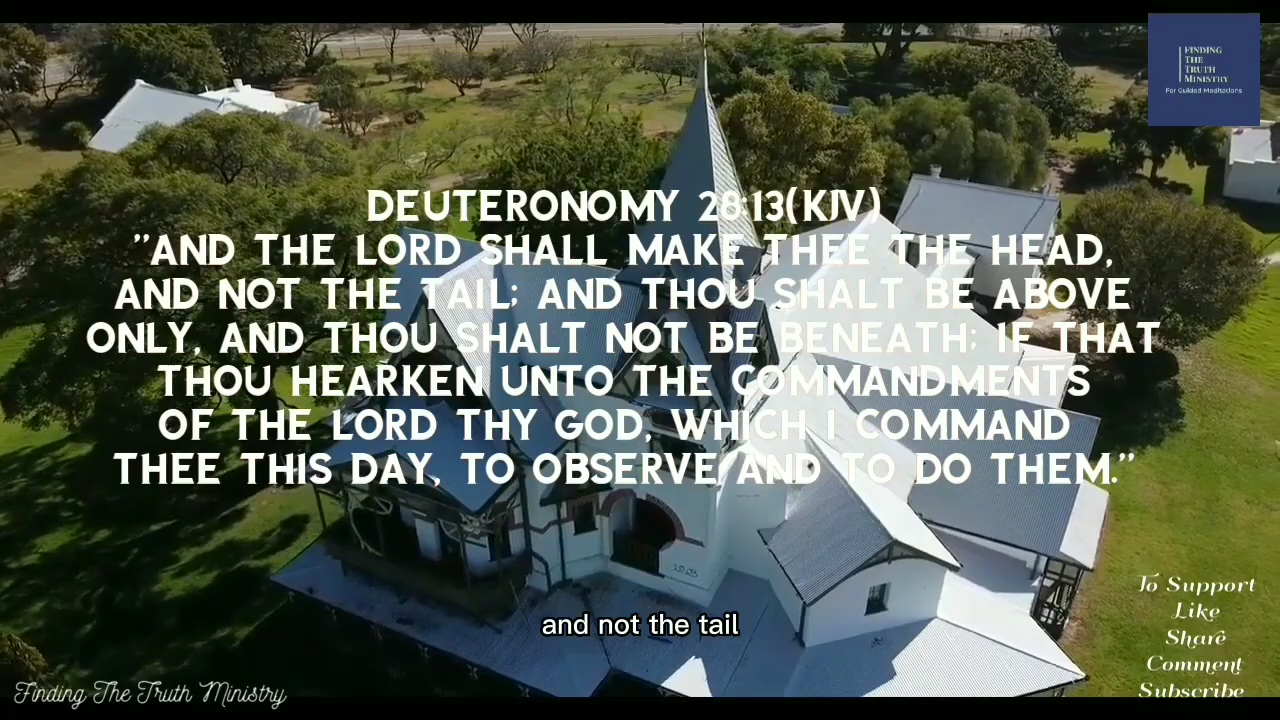 FINDING
THE
TRUTH
MINISTRY
For Guided Meditations
DEUTERONOMY 28:13(KJV)
"AND THE LORD SHALL MAKE THEE THE HEAD,
AND NOT THE TAIL; AND THOU SHALT BE ABOVE
ONLY, AND THOU SHALT NOT BE BENEATH; IF THAT
THOU HEARKEN UNTO THE COMMANDMENTS
OF THE LORD THY GOD, WHICH I COMMAND
THEE THIS DAY, TO OBSERVE AND TO DO THEM."
and not the tail
To Support
Like
Share
Comment
Subscribe
Finding The Truth Ministry